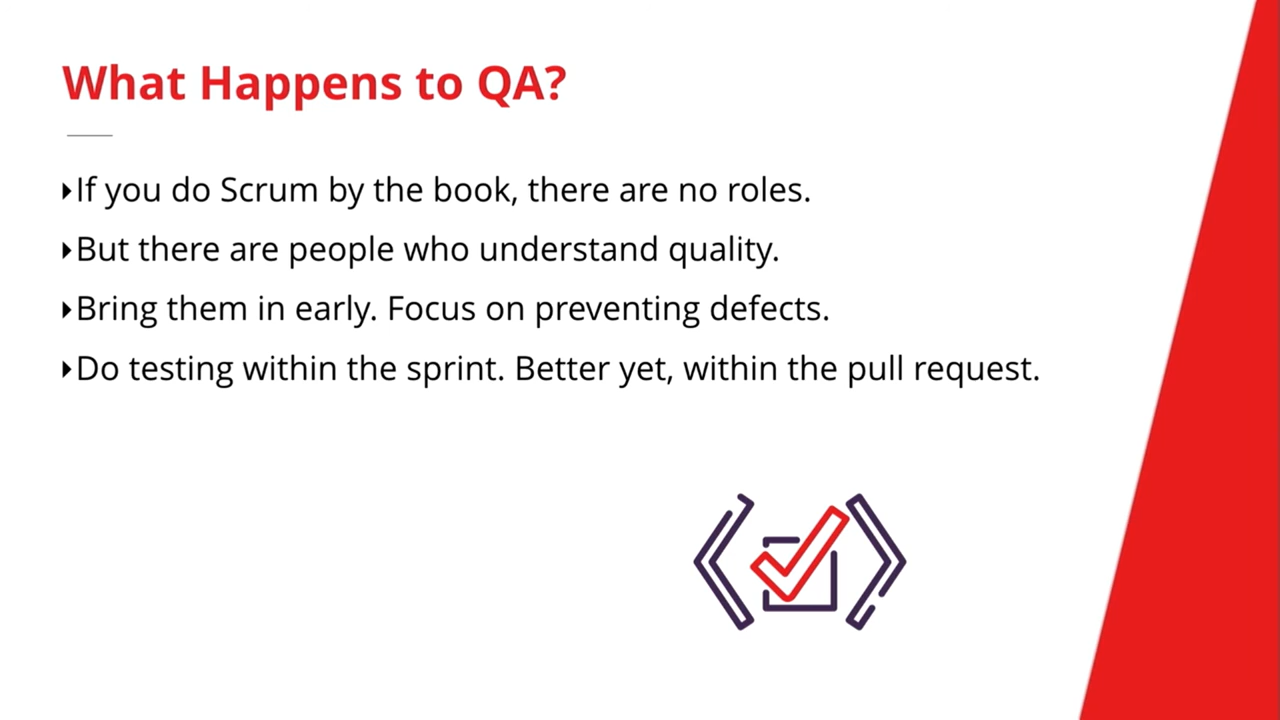 What Happens to QA?
If you do Scrum by the book, there are no roles.
But there are people who understand quality.
Bring them in early. Focus on preventing defects.
Do testing within the sprint. Better yet, within the pull request.